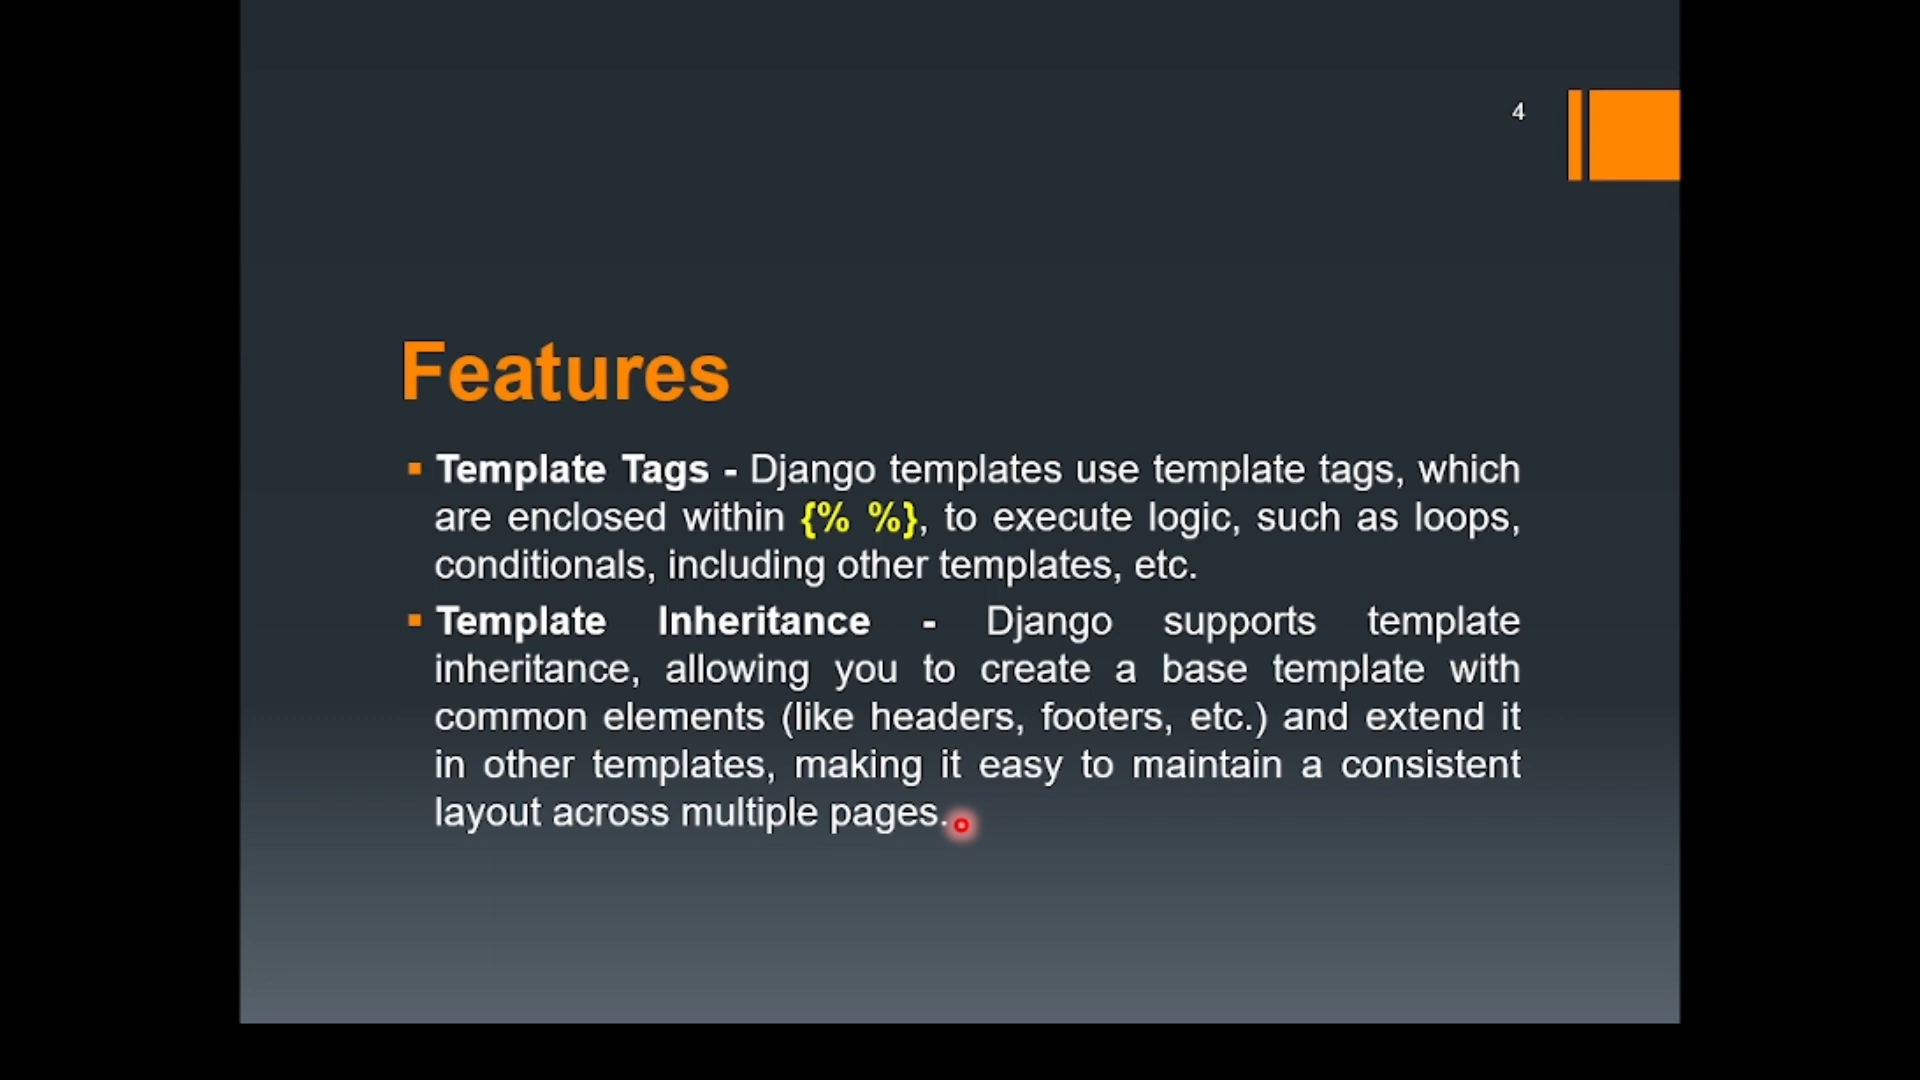 4
Features
Template Tags - Django templates use template tags, which
are enclosed within {% %}, to execute logic, such as loops,
conditionals, including other templates, etc.
Template Inheritance - Django supports template
inheritance, allowing you to create a base template with
common elements (like headers, footers, etc.) and extend it
in other templates, making it easy to maintain a consistent
layout across multiple pages.